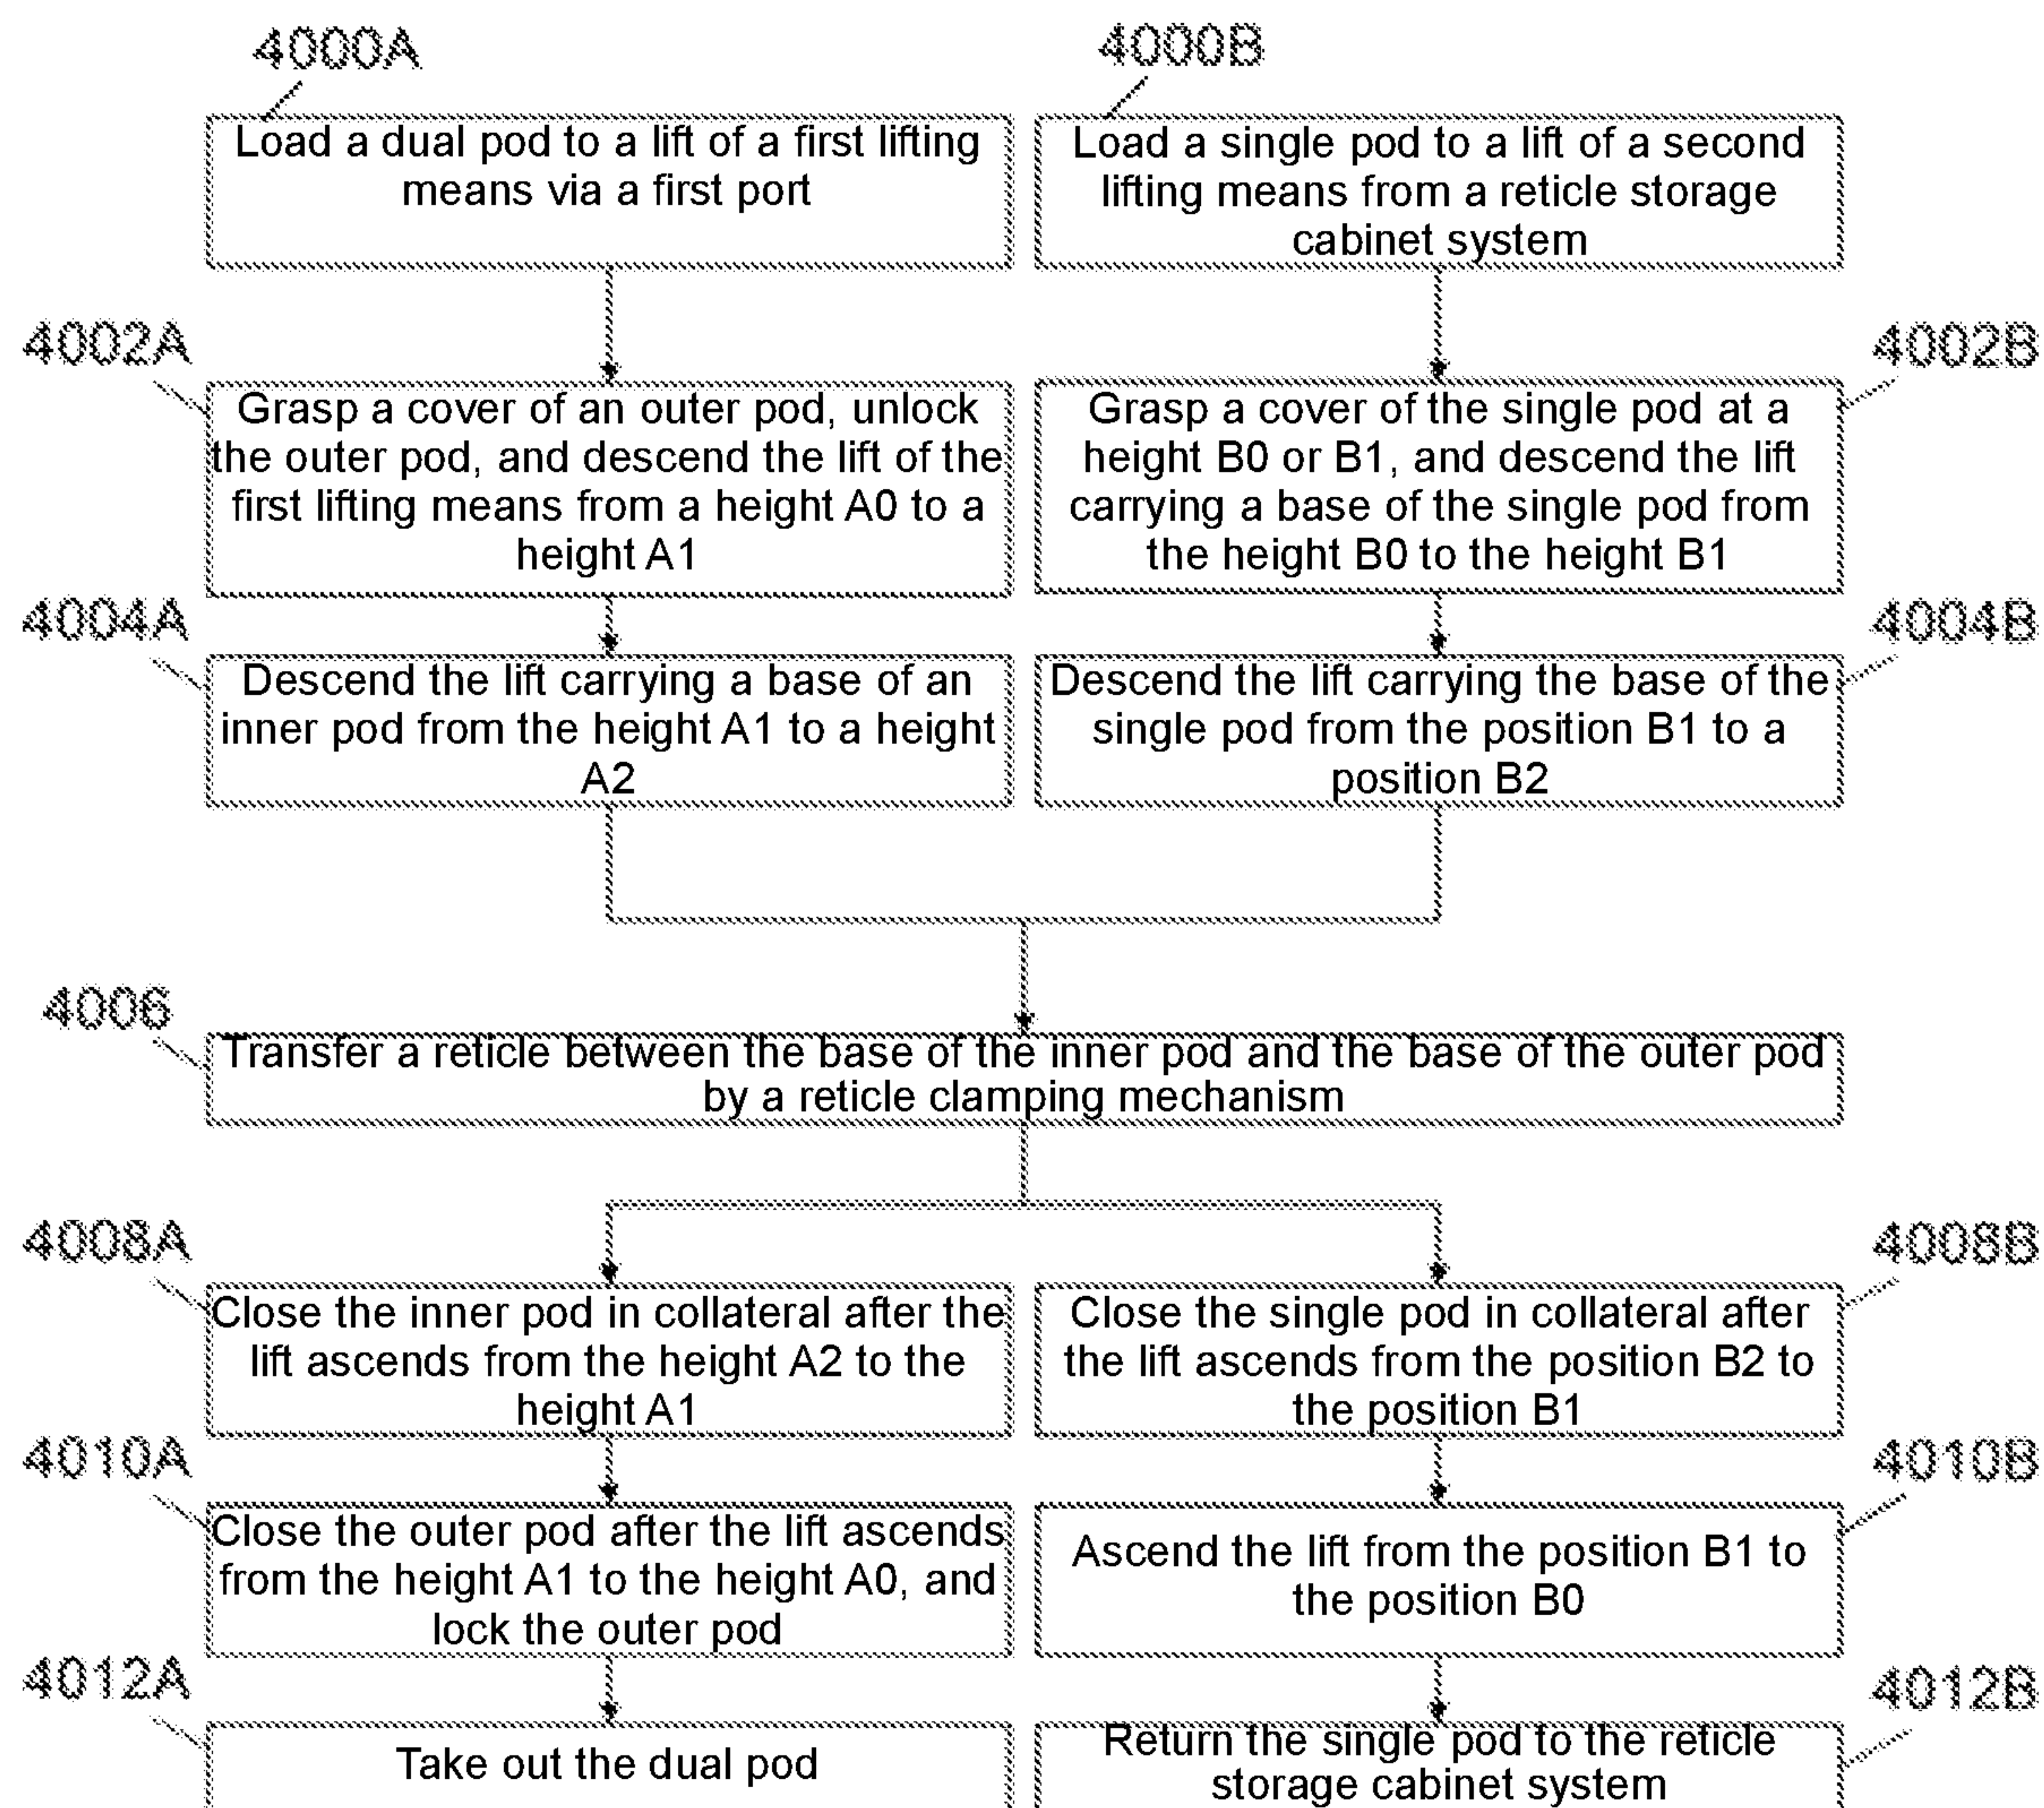 4000A
4000B
Load a dual pod to a lift of a first lifting
means via a first port
Load a single pod to a lift of a second
lifting means from a reticle storage
cabinet system
4002A
4002B
Grasp a cover of an outer pod, unlock
the outer pod, and descend the lift of the
first lifting means from a height A0 to a
height A1
Grasp a cover of the single pod at a
height B0 or B1, and descend the lift
carrying a base of the single pod from
the height B0 to the height B1
4004A
4004B
Descend the lift carrying a base of an
inner pod from the height A1 to a height
A2
Descend the lift carrying the base of the
single pod from the position B1 to a
position B2
4006
Transfer a reticle between the base of the inner pod and the base of the outer pod
by a reticle clamping mechanism
4008A
4008B
Close the inner pod in collateral after the
lift ascends from the height A2 to the
height A1
Close the single pod in collateral after
the lift ascends from the position B2 to
the position B1
4010A
4010B
Close the outer pod after the lift ascends
from the height A1 to the height A0, and
lock the outer pod
Ascend the lift from the position B1 to
the position B0
4012A
4012B
Take out the dual pod
Return the single pod to the reticle
storage cabinet system